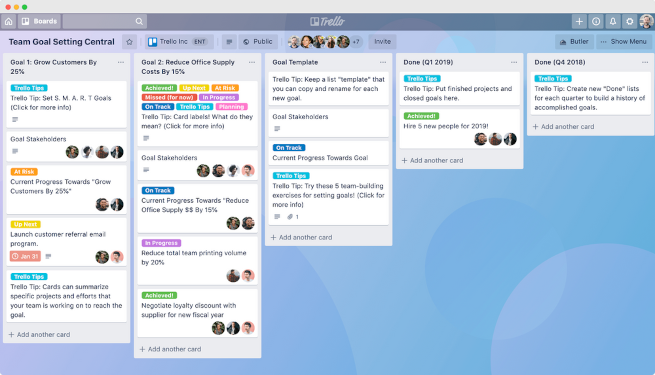 Boards
Trello
Team Goal Setting Central
Trello Inc
ENT
Public
+7
Invite
Butler
... Show Menu
Goal 1: Grow Customers By
25%
Trello Tips
Trello Tip: Set S. M. A. R. T Goals
(Click for more info)
Goal Stakeholders
At Risk
Current Progress Towards "Grow
Customers By 25%"
Up Next
Launch customer referral email
program.
Jan 31
Trello Tips
Trello Tip: Cards can summarize
specific projects and efforts that
your team is working on to reach the
goal.
+ Add another card
Goal 2: Reduce Office Supply
Costs By 15%
Achieved!
Up Next
At Risk
Missed (for now)
In Progress
On Track
Trello Tips
Planning
Trello Tip: Card labels! What do they
mean? (Click for more info)
Goal Stakeholders
On Track
Current Progress Towards "Reduce
Office Supply $$ By 15%
In Progress
Reduce total team printing volume
by 20%
Achieved!
Negotiate loyalty discount with
supplier for new fiscal year
+ Add another card
Goal Template
Trello Tip: Keep a list "template" that
you can copy and rename for each
new goal.
Goal Stakeholders
On Track
Current Progress Towards Goal
Trello Tips
Trello Tip: Try these 5 team-building
exercises for setting goals! (Click for
more info)
1
+ Add another card
Done (Q1 2019)
Trello Tips
Trello Tip: Put finished projects and
closed goals here.
Achieved!
Hire 5 new people for 2019!
+ Add another card
Done (Q4 2018)
Trello Tips
Trello Tip: Create new "Done" lists
for each quarter to build a history of
accomplished goals.
+ Add another card